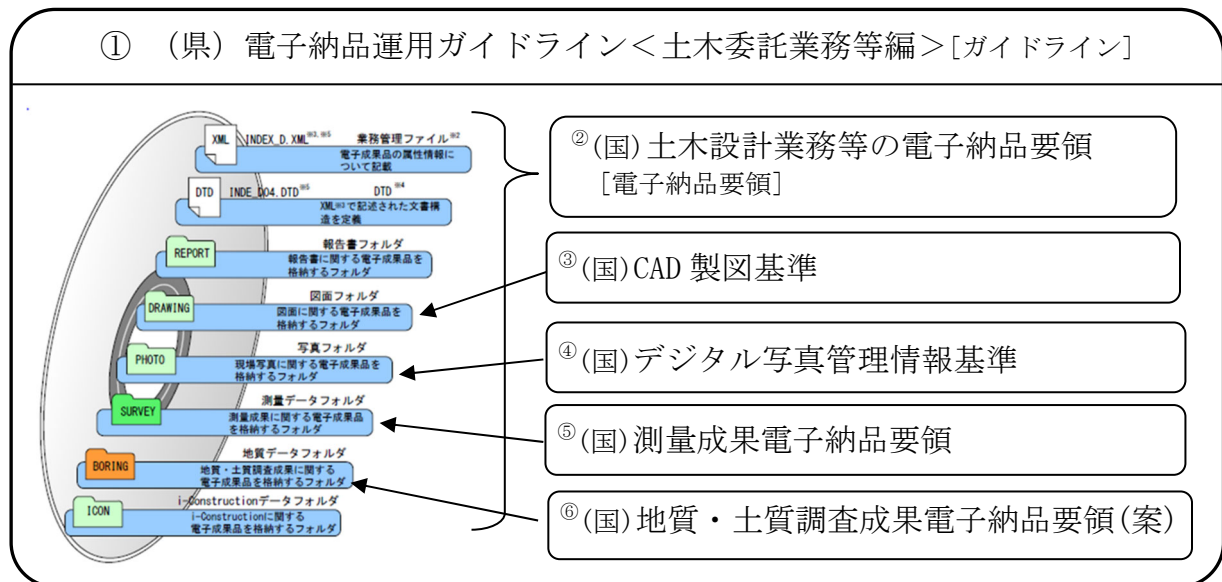 ① （県）電子納品運用ガイドライン＜土木委託業務等編＞[ガイドライン]
XML INDEX_D.XML※3,※5 業務管理ファイル※2
電子成果品の属性情報に
ついて記載
DTD INDE_D04.DTD※5 DTD※4
XML※3で記述された文書構
造を定義
報告書フォルダ
REPORT
報告書に関する電子成果品を
格納するフォルダ
図面フォルダ
DRAWING
図面に関する電子成果品を
格納するフォルダ
写真フォルダ
PHOTO
現場写真に関する電子成果品を
格納するフォルダ
測量データフォルダ
SURVEY
測量成果に関する電子成果品
を格納するフォルダ
地質データフォルダ
BORING
地質・土質調査成果に関する
電子成果品を格納するフォルダ
i-Constructionデータフォルダ
ICON
i-Constructionに関する
電子成果品を格納するフォルダ
②(国)土木設計業務等の電子納品要領
[電子納品要領]
③(国)CAD 製図基準
④(国)デジタル写真管理情報基準
⑤(国)測量成果電子納品要領
⑥(国)地質・土質調査成果電子納品要領(案)